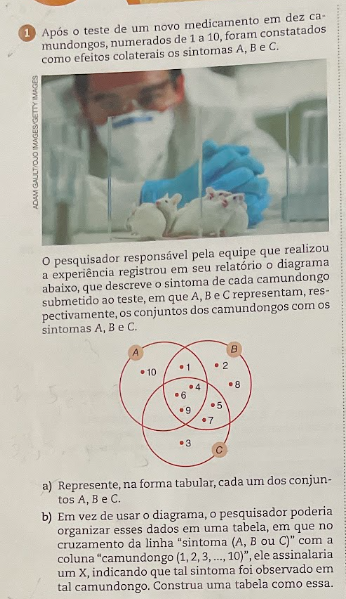 1 Após o teste de um novo medicamento em dez ca-
mundongos, numerados de 1 a 10, foram constatados
como efeitos colaterais os sintomas A, B e C.
ADAM GAULT/OJO IMAGES/GETTY IMAGES
O pesquisador responsável pela equipe que realizou
a experiência registrou em seu relatório o diagrama
abaixo, que descreve o sintoma de cada camundongo
submetido ao teste, em que A, B e C representam, res-
pectivamente, os conjuntos dos camundongos com os
sintomas A, B e C.
A
B
10
1
2
4
8
6
5
9
7
3
C
a) Represente, na forma tabular, cada um dos conjun-
tos A, B e C.
b) Em vez de usar o diagrama, o pesquisador poderia
organizar esses dados em uma tabela, em que no
cruzamento da linha “sintoma (A, B ou C)” com a
coluna “camundongo (1, 2, 3, ..., 10)”, ele assinalaria
um X, indicando que tal sintoma foi observado em
tal camundongo. Construa uma tabela como essa.